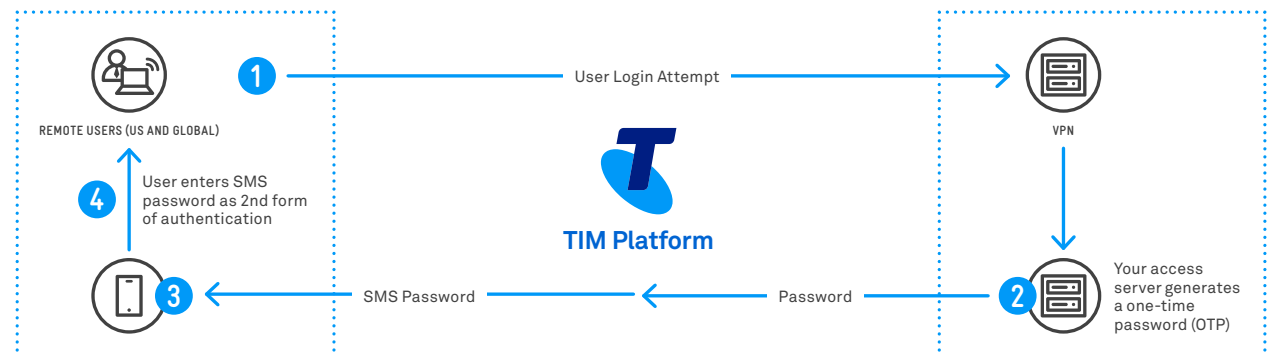 1
User Login Attempt
REMOTE USERS (US AND GLOBAL)
VPN
T
TIM Platform
4
User enters SMS
password as 2nd form
of authentication
3
SMS Password
Password
2
Your access
server generates
a one-time
password (OTP)